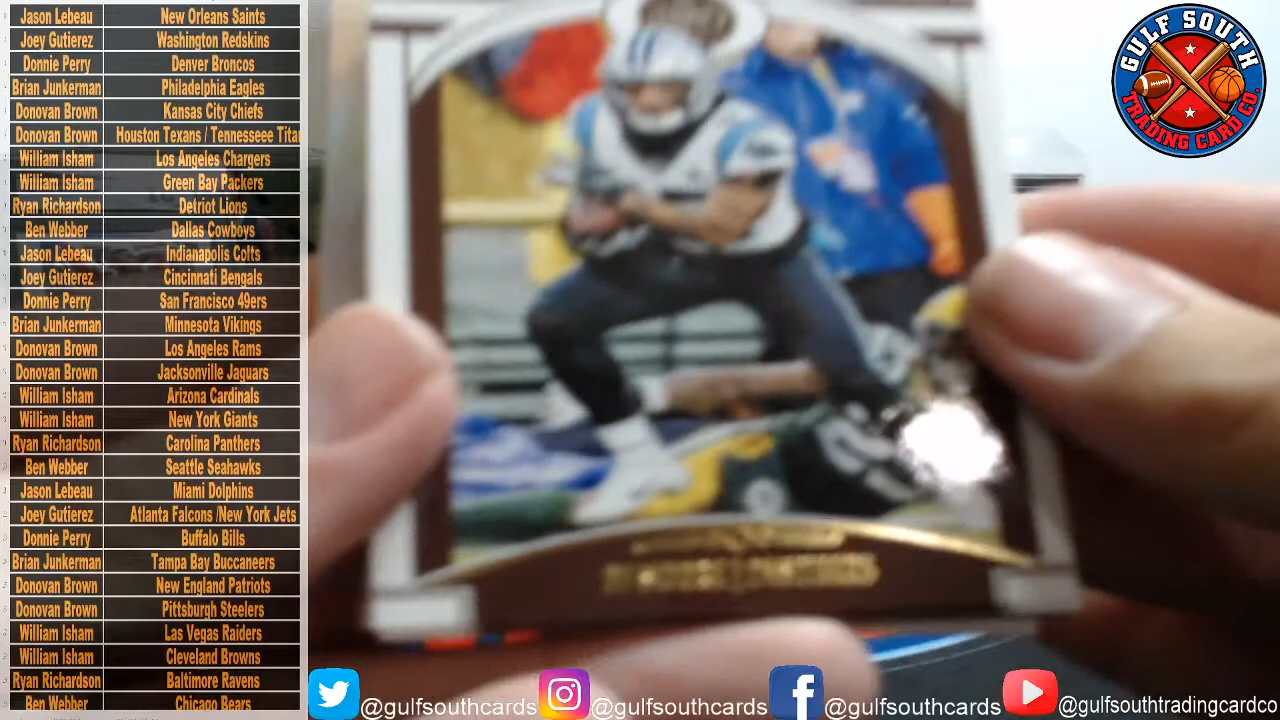 Jason Lebeau New Orleans Saints
Joey Gutierez Washington Redskins
Donnie Perry Denver Broncos
Brian Junkerman Philadelphia Eagles
Donovan Brown Kansas City Chiefs
Donovan Brown Houston Texans / Tennesseee Tita
William Isham Los Angeles Chargers
William Isham Green Bay Packers
Ryan Richardson Detriot Lions
Ben Webber Dallas Cowboys
Jason Lebeau Indianapolis Colts
Joey Gutierez Cincinnati Bengals
Donnie Perry San Francisco 49ers
Brian Junkerman Minnesota Vikings
Donovan Brown Los Angeles Rams
Donovan Brown Jacksonville Jaguars
William Isham Arizona Cardinals
William Isham New York Giants
Ryan Richardson Carolina Panthers
Ben Webber Seattle Seahawks
Jason Lebeau Miami Dolphins
Joey Gutierez Atlanta Falcons /New York Jets
Donnie Perry Buffalo Bills
Brian Junkerman Tampa Bay Buccaneers
Donovan Brown New England Patriots
Donovan Brown Pittsburgh Steelers
William Isham Las Vegas Raiders
William Isham Cleveland Browns
Ryan Richardson Baltimore Ravens
Ben Webber Chicago Bears
GULF SOUTH
TRADING CARD CO.
@gulfsouthcards @gulfsouthcards @gulfsouthcards @gulfsouthtradingcardco